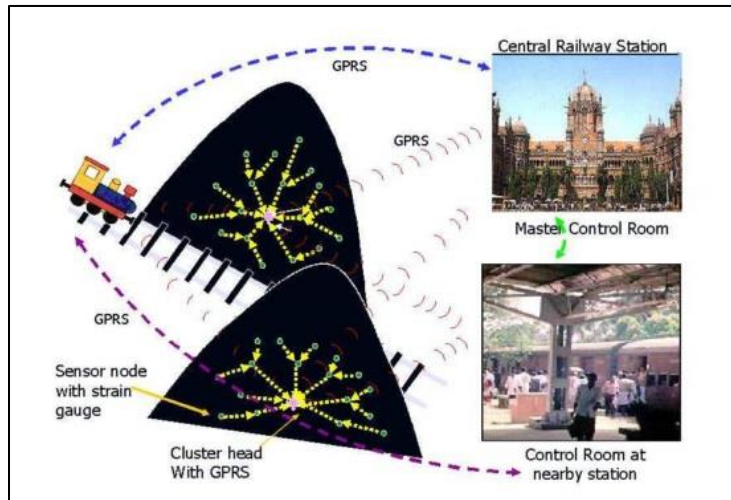 Central Railway Station
GPRS
GPRS
Master Control Room
GPRS
Sensor node
with strain
gauge
Cluster head
With GPRS
Control Room at
nearby station